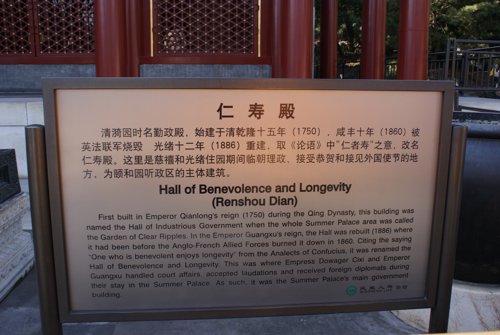 仁寿殿
清漪园时名勤政殿，始建于清乾隆十五年（1750），咸丰十年（1860）被
英法联军烧毁 光绪十二年（1886）重建，取《论语》中"仁者寿"之意，改名
仁寿殿。这里是慈禧和光绪住园期间临朝理政、接受恭贺和接见外国使节的地
方，为颐和园听政区的主体建筑。
Hall of Benevolence and Longevity
(Renshou Dian)
First built in Emperor Qianlong's reign (1750) during the Qing Dynasty, this building was
named the Hall of Industrious Government when the whole Summer Palace area was called
the Garden of Clear Ripples. In the Emperor Guangxu's reign, the Hall was rebuilt (1886) where
it had been before the Anglo-French Allied Forces burned it down in 1860. Citing the saying
'One who is benevolent enjoys longevity' from the Analects of Confucius, it was renamed the
Hall of Benevolence and Longevity. This was where Empress Dowager Cixi and Emperor
Guangxu handled court affairs, accepted laudations and received foreign diplomats during
their stay in the Summer Palace. As such, it was the Summer Palace's main government
building.